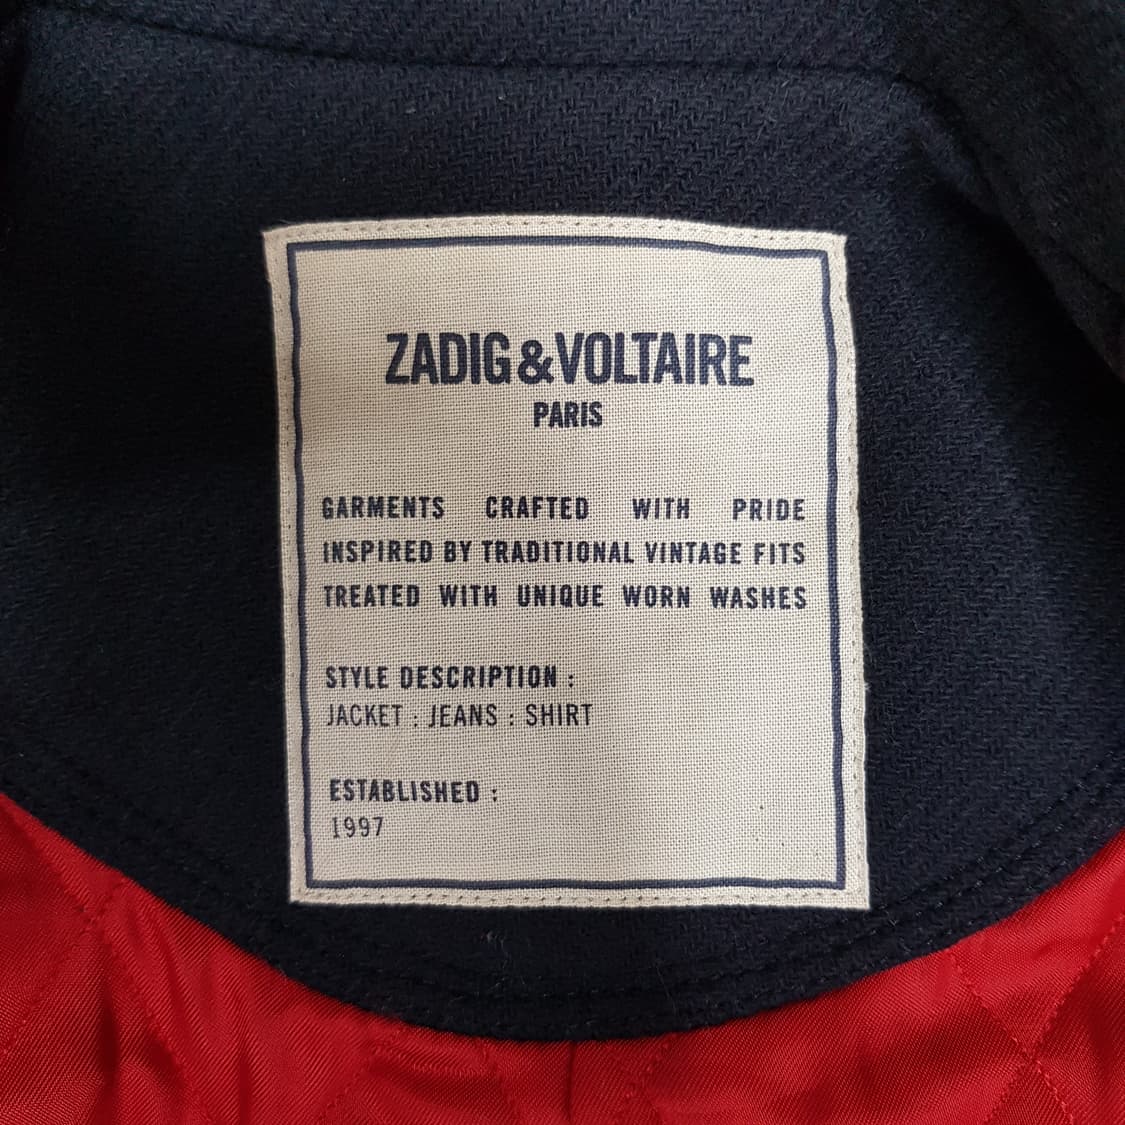 ZADIG&VOLTAIRE
PARIS
GARMENTS CRAFTED WITH PRIDE
INSPIRED BY TRADITIONAL VINTAGE FITS
TREATED WITH UNIQUE WORN WASHES
STYLE DESCRIPTION :
JACKET : JEANS : SHIRT
ESTABLISHED :
1997